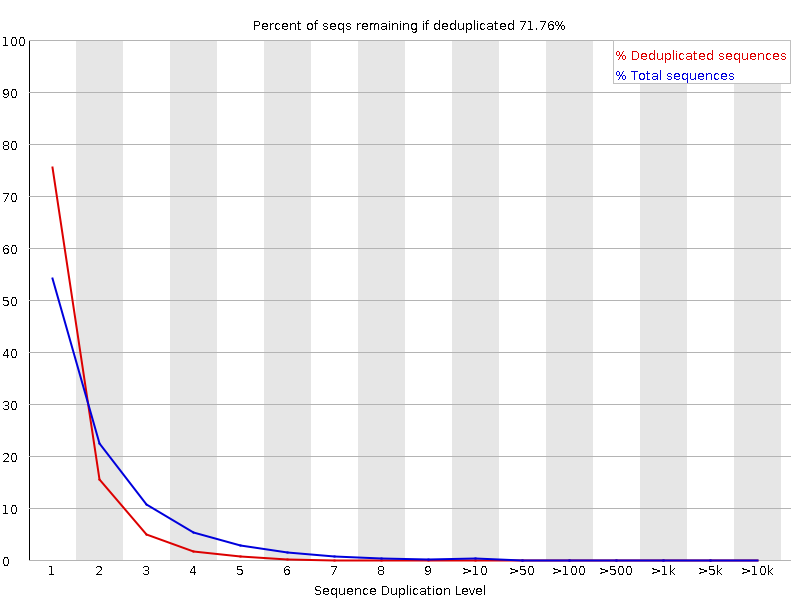 Percent of seqs remaining if deduplicated 71.76%
% Deduplicated sequences
% Total sequences
100
90
80
70
60
50
40
30
20
10
0
1 2 3 4 5 6 7 8 9 >10 >50 >100 >500 >1k >5k >10k
Sequence Duplication Level